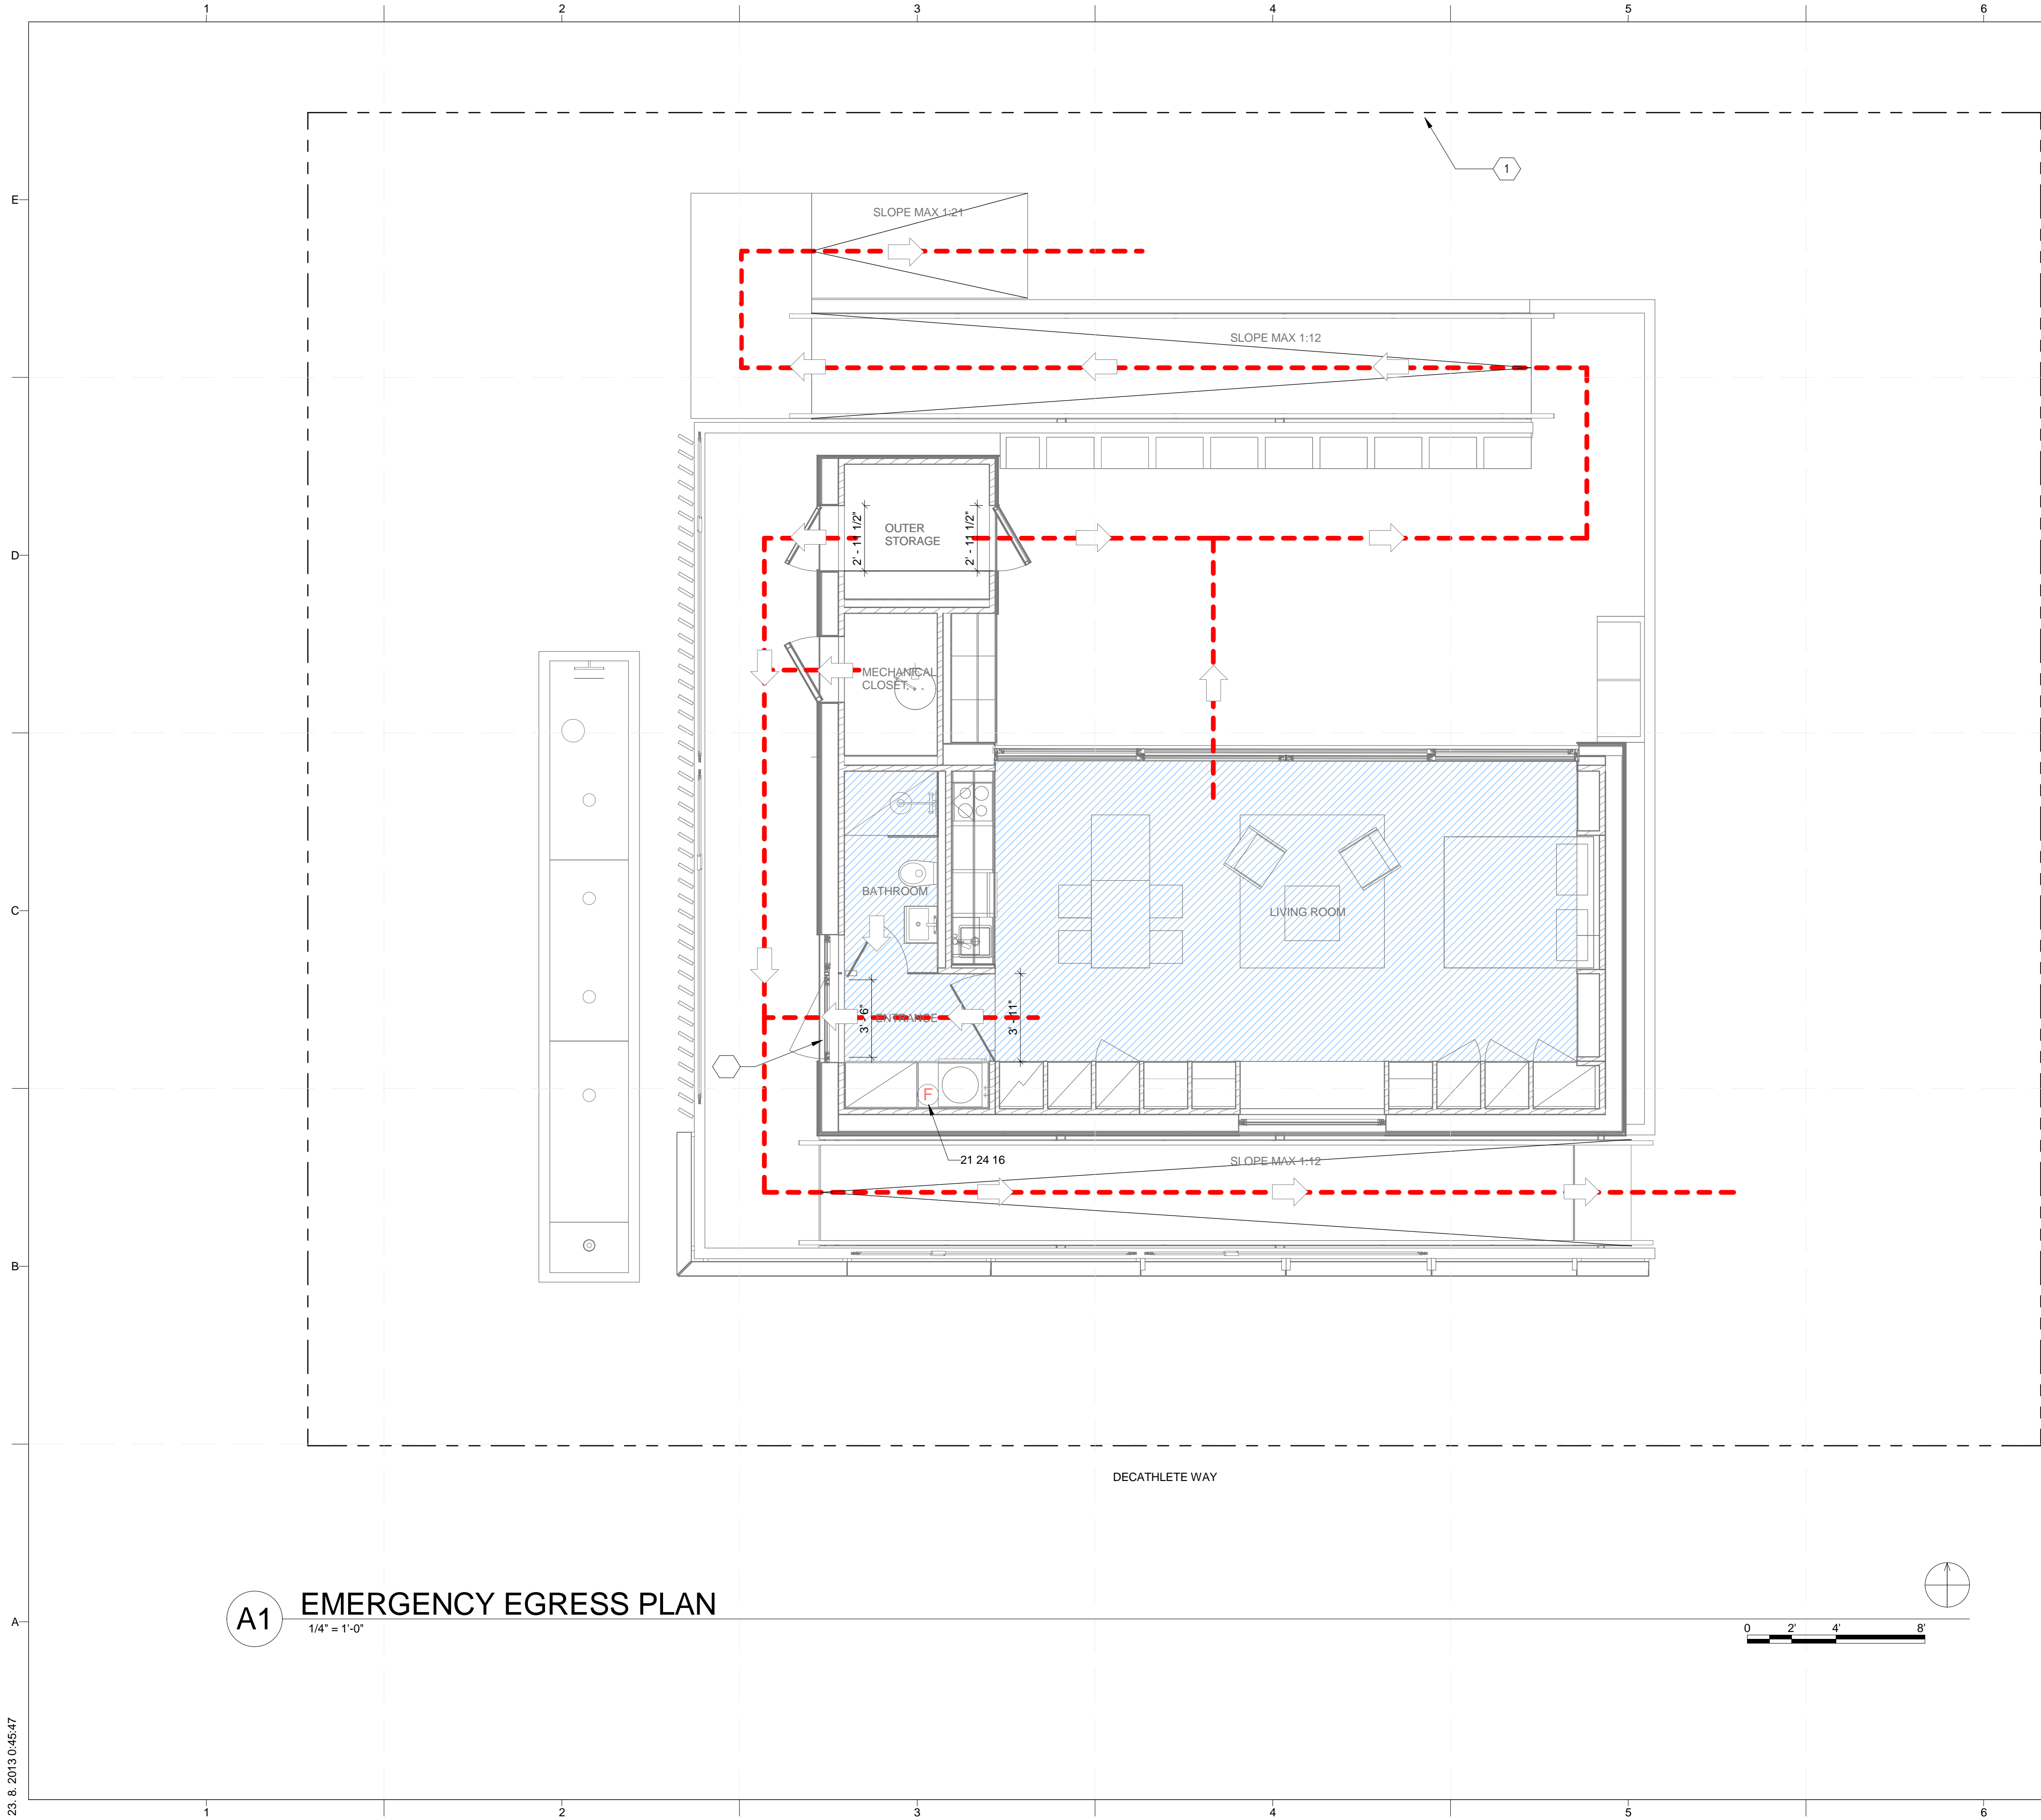 1 2 3 4 5 6
E
D
C
B
A
1
SLOPE MAX 1:21
SLOPE MAX 1:12
2' - 11 1/2"
OUTER
STORAGE
2' - 11 1/2"
MECHANICAL
CLOSET
BATHROOM
LIVING ROOM
3' - 6"
ENTRANCE
3' - 11"
F
21 24 16
SLOPE MAX 1:12
DECATHLETE WAY
A1
EMERGENCY EGRESS PLAN
1/4" = 1'-0"
0 2' 4' 8'
23. 8. 2013 0:45:47
1 2 3 4 5 6